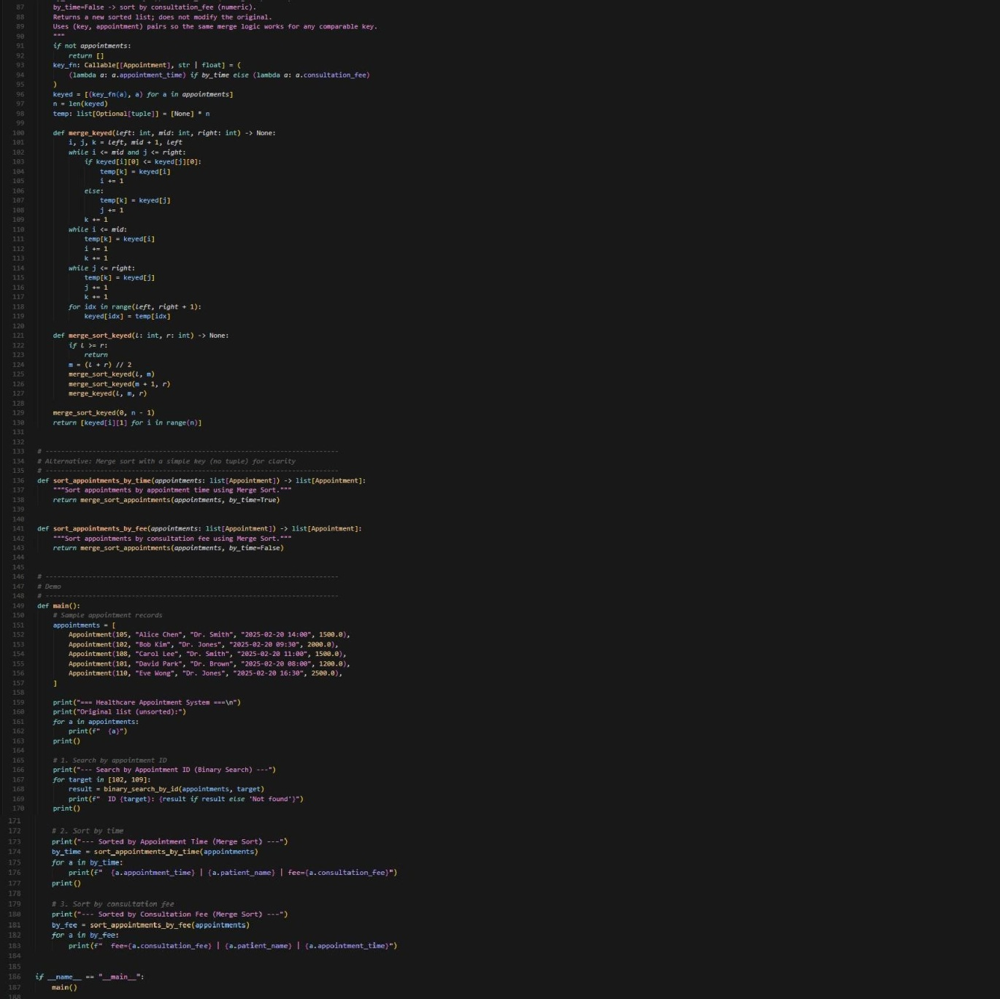 87 by_time=False -> sort by consultation_fee (numeric).
88 Returns a new sorted list; does not modify the original.
89 Uses (key, appointment) pairs so the same merge logic works for any comparable key.
90 """
91 if not appointments:
92 return []
93 key_fn: Callable[[Appointment], str | float] = (
94 (lambda a: a.appointment_time) if by_time else (lambda a: a.consultation_fee)
95 )
96 keyed = [(key_fn(a), a) for a in appointments]
97 n = len(keyed)
98 temp: list[Optional[tuple]] = [None] * n
99
100 def merge_keyed(left: int, mid: int, right: int) -> None:
101 i, j, k = left, mid + 1, left
102 while i <= mid and j <= right:
103 if keyed[i][0] <= keyed[j][0]:
104 temp[k] = keyed[i]
105 i += 1
106 else:
107 temp[k] = keyed[j]
108 j += 1
109 k += 1
110 while i <= mid:
111 temp[k] = keyed[i]
112 i += 1
113 k += 1
114 while j <= right:
115 temp[k] = keyed[j]
116 j += 1
117 k += 1
118 for idx in range(left, right + 1):
119 keyed[idx] = temp[idx]
120
121 def merge_sort_keyed(l: int, r: int) -> None:
122 if l >= r:
123 return
124 m = (l + r) // 2
125 merge_sort_keyed(l, m)
126 merge_sort_keyed(m + 1, r)
127 merge_keyed(l, m, r)
128
129 merge_sort_keyed(0, n - 1)
130 return [keyed[i][1] for i in range(n)]
131
132
133 # ---------------------------------------------------------------------------
134 # Alternative: Merge sort with a simple key (no tuple) for clarity
135 # ---------------------------------------------------------------------------
136 def sort_appointments_by_time(appointments: list[Appointment]) -> list[Appointment]:
137 """Sort appointments by appointment time using Merge Sort."""
138 return merge_sort_appointments(appointments, by_time=True)
139
140
141 def sort_appointments_by_fee(appointments: list[Appointment]) -> list[Appointment]:
142 """Sort appointments by consultation fee using Merge Sort."""
143 return merge_sort_appointments(appointments, by_time=False)
144
145
146 # ---------------------------------------------------------------------------
147 # Demo
148 # ---------------------------------------------------------------------------
149 def main():
150 # Sample appointment records
151 appointments = [
152 Appointment(105, "Alice Chen", "Dr. Smith", "2025-02-20 14:00", 1500.0),
153 Appointment(102, "Bob Kim", "Dr. Jones", "2025-02-20 09:30", 2000.0),
154 Appointment(108, "Carol Lee", "Dr. Smith", "2025-02-20 11:00", 1500.0),
155 Appointment(101, "David Park", "Dr. Brown", "2025-02-20 08:00", 1200.0),
156 Appointment(110, "Eve Wong", "Dr. Jones", "2025-02-20 16:30", 2500.0),
157 ]
158
159 print("=== Healthcare Appointment System ===\n")
160 print("Original list (unsorted):")
161 for a in appointments:
162 print(f"  {a}")
163 print()
164
165 # 1. Search by appointment ID
166 print("--- Search by Appointment ID (Binary Search) ---")
167 for target in [102, 109]:
168 result = binary_search_by_id(appointments, target)
169 print(f"  ID {target}: {result if result else 'Not found'}")
170 print()
171
172 # 2. Sort by time
173 print("--- Sorted by Appointment Time (Merge Sort) ---")
174 by_time = sort_appointments_by_time(appointments)
175 for a in by_time:
176 print(f"  {a.appointment_time} | {a.patient_name} | fee={a.consultation_fee}")
177 print()
178
179 # 3. Sort by consultation fee
180 print("--- Sorted by Consultation Fee (Merge Sort) ---")
181 by_fee = sort_appointments_by_fee(appointments)
182 for a in by_fee:
183 print(f"  fee={a.consultation_fee} | {a.patient_name} | {a.appointment_time}")
184
185
186 if __name__ == "__main__":
187 main()
188